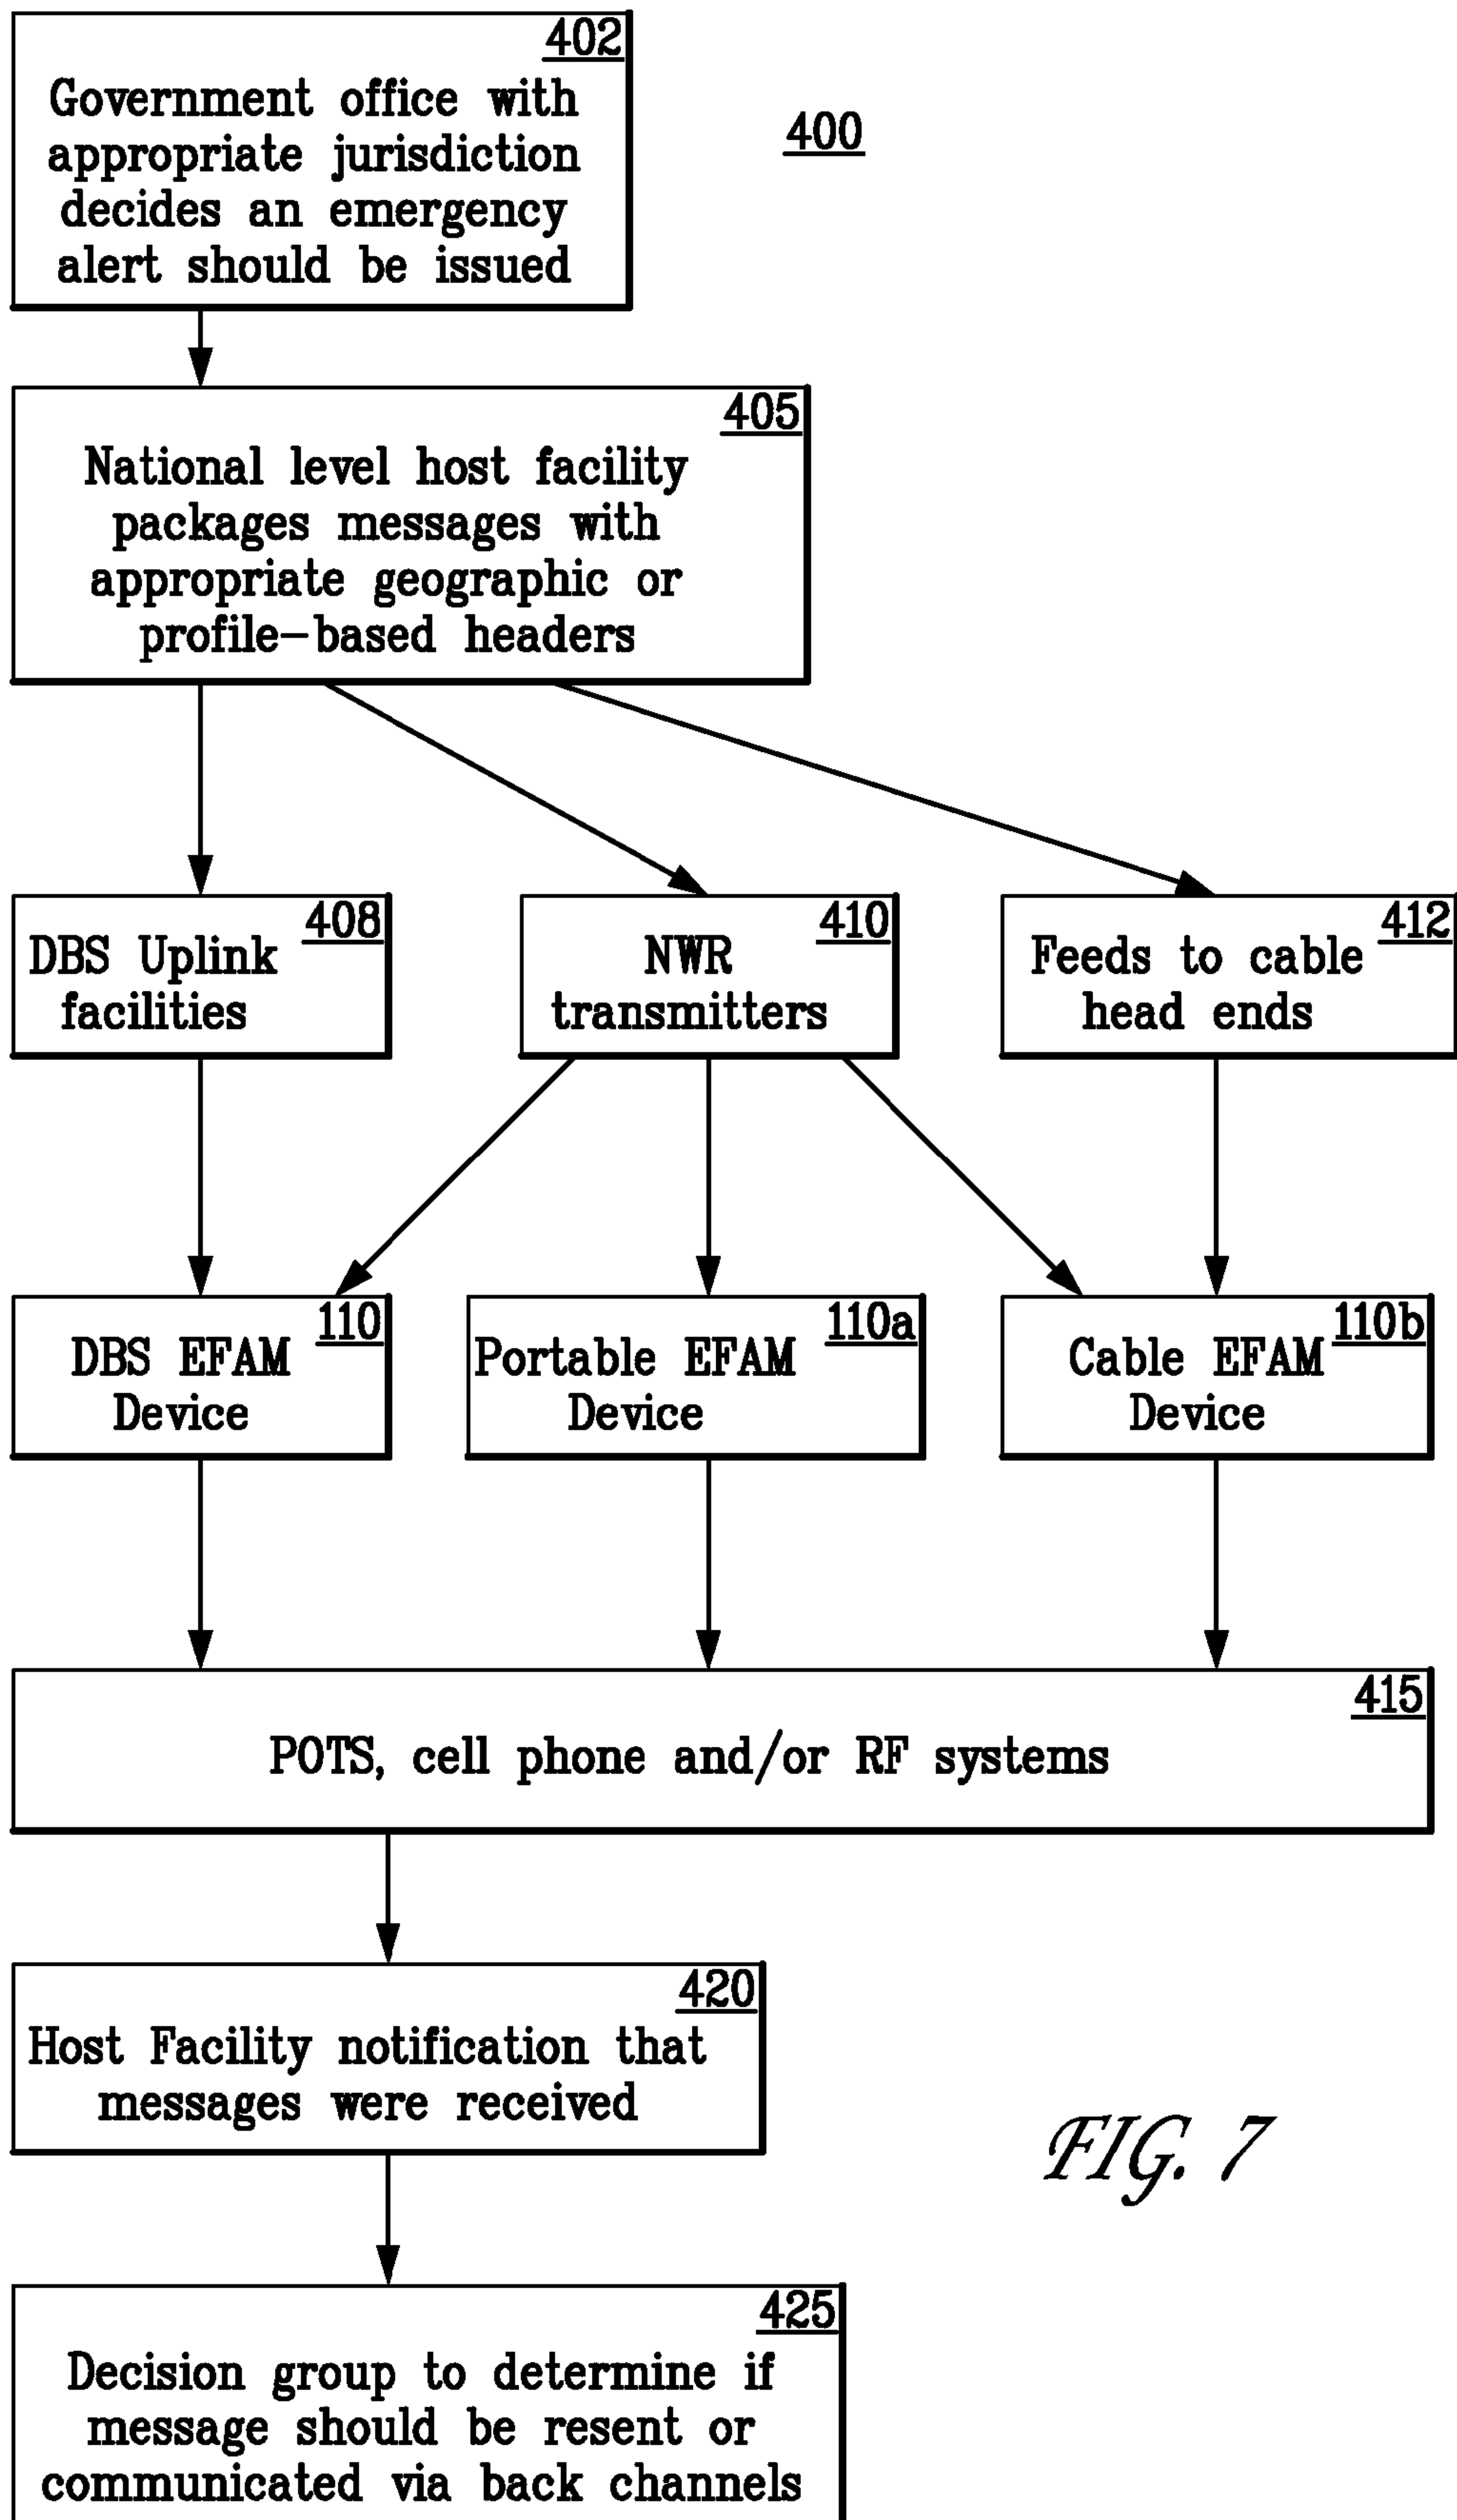 402
Government office with
appropriate jurisdiction
decides an emergency
alert should be issued
400
405
National level host facility
packages messages with
appropriate geographic or
profile-based headers
408
DBS Uplink
facilities
410
NWR
transmitters
412
Feeds to cable
head ends
110
DBS EFAM
Device
110a
Portable EFAM
Device
110b
Cable EFAM
Device
415
POTS, cell phone and/or RF systems
420
Host Facility notification that
messages were received
FIG. 7
425
Decision group to determine if
message should be resent or
communicated via back channels